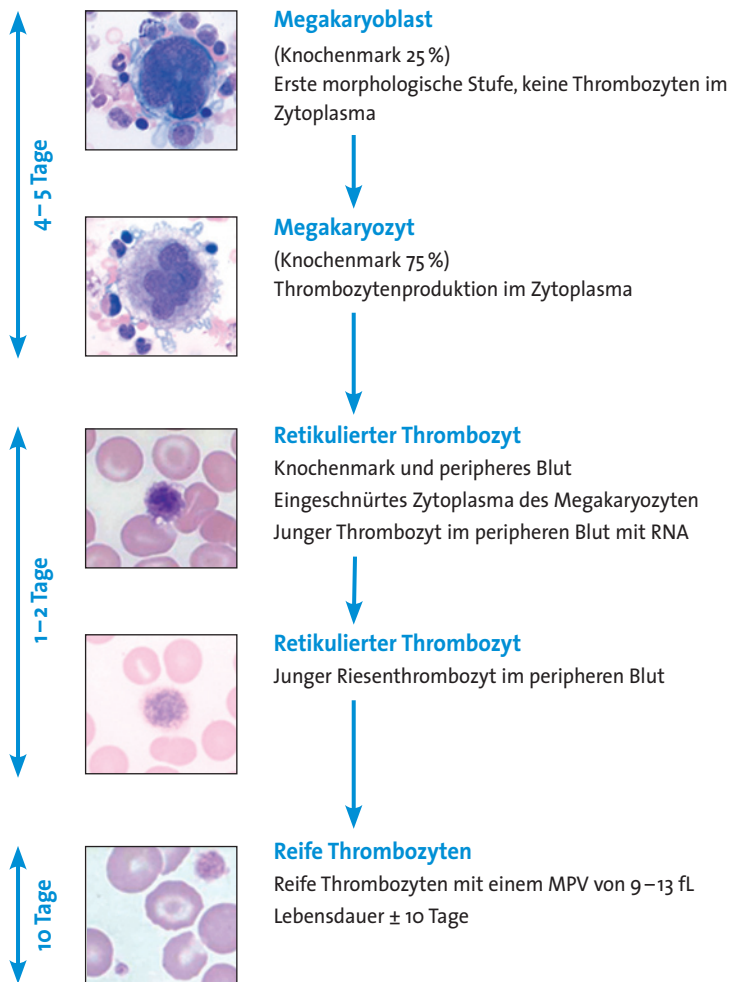 Megakaryoblast
(Knochenmark 25 %)
Erste morphologische Stufe, keine Thrombozyten im
Zytoplasma
4–5 Tage
Megakaryozyt
(Knochenmark 75 %)
Thrombozytenproduktion im Zytoplasma
Retikulierter Thrombozyt
Knochenmark und peripheres Blut
Eingeschnürtes Zytoplasma des Megakaryozyten
Junger Thrombozyt im peripheren Blut mit RNA
1–2 Tage
Retikulierter Thrombozyt
Junger Riesenthrombozyt im peripheren Blut
Reife Thrombozyten
Reife Thrombozyten mit einem MPV von 9–13 fL
Lebensdauer ± 10 Tage
10 Tage